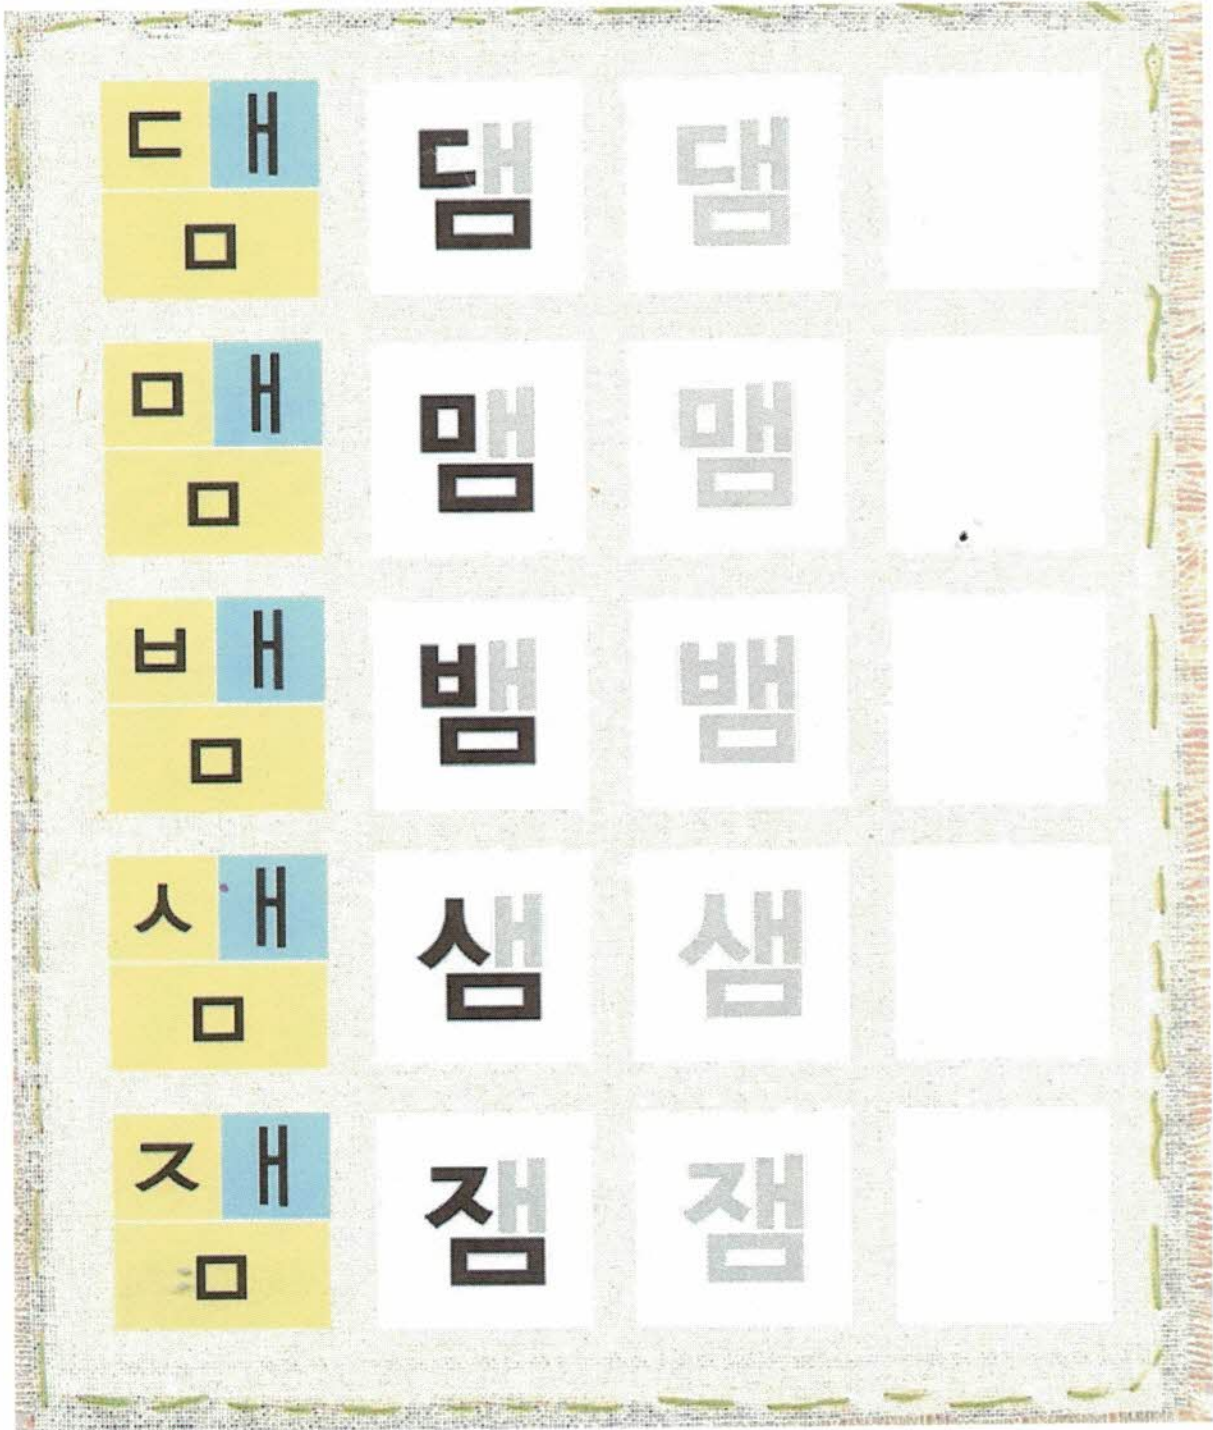 ㄷ ㅐ 댐 댐
ㅁ
ㅁ ㅐ 맴 맴
ㅁ
ㅂ ㅐ 뱀 뱀
ㅁ
ㅅ ㅐ 샘 샘
ㅁ
ㅈ ㅐ 잼 잼
ㅁ